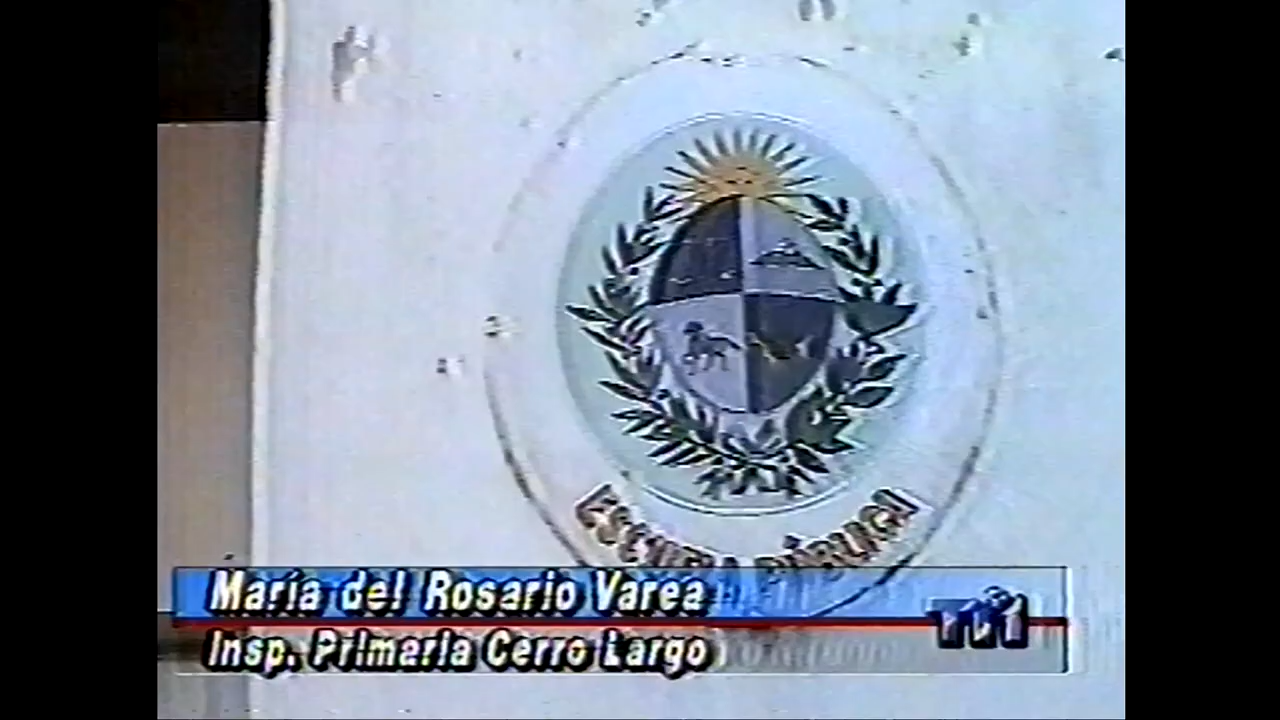 ESCUELA PÚBLICA
María del Rosario Varea
Insp. Primaria Cerro Largo